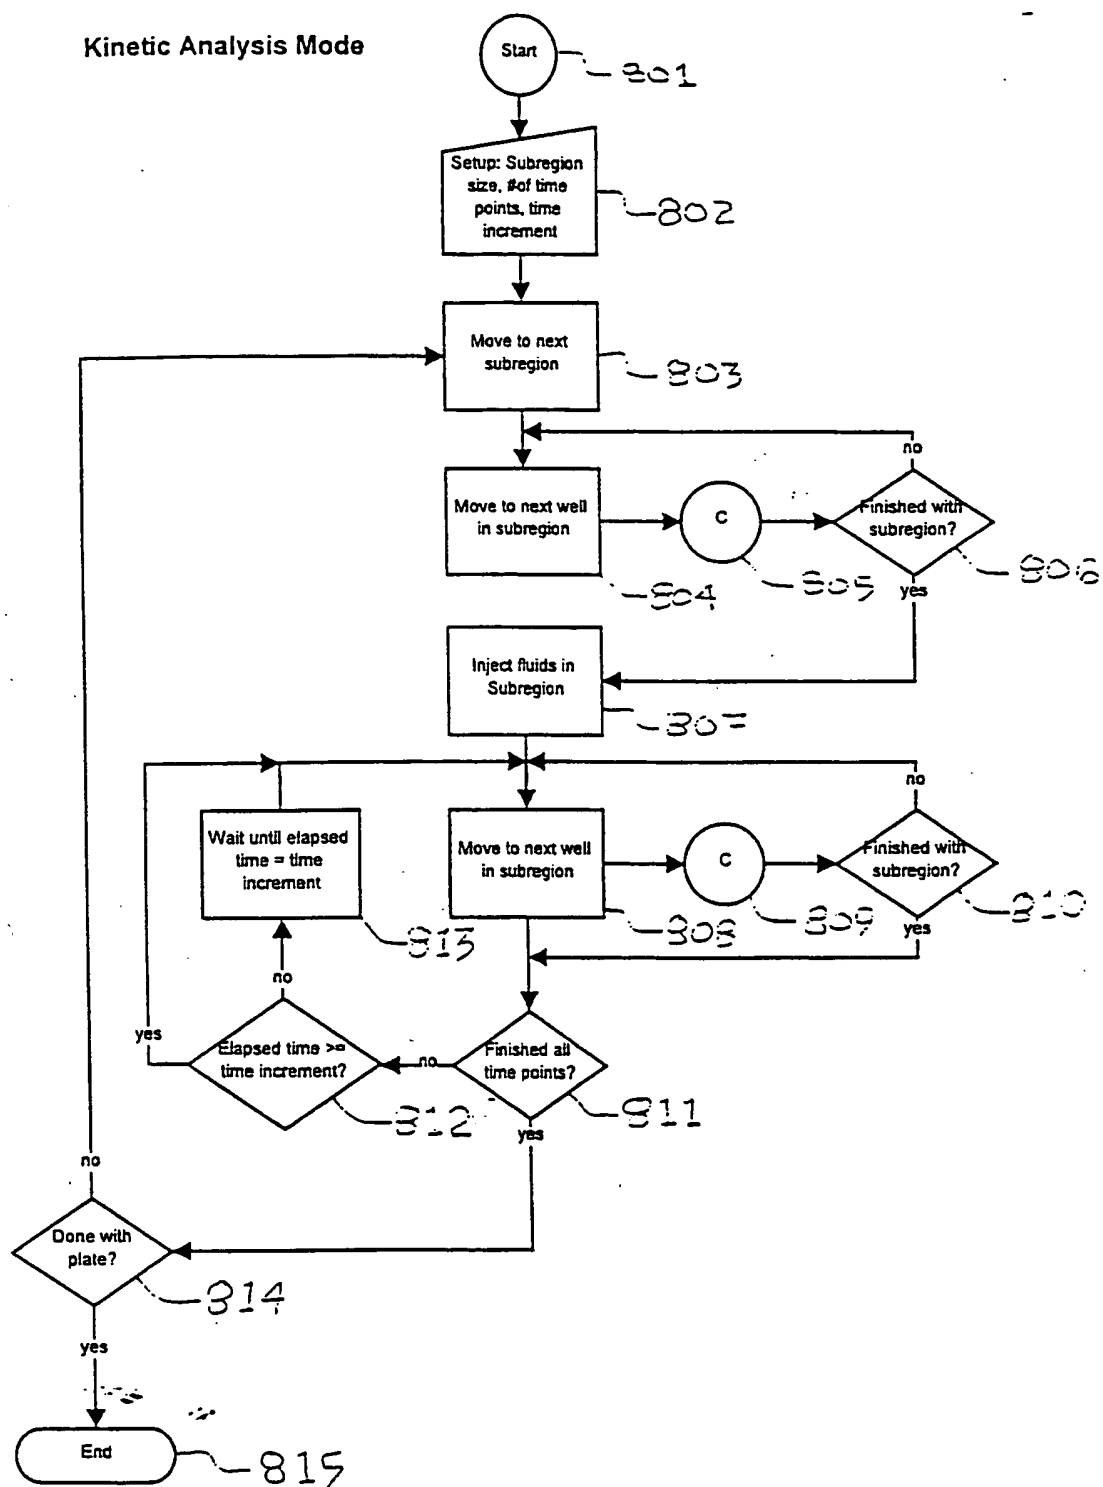 Kinetic Analysis Mode
Start
801
Setup: Subregion
size, #of time
points, time
increment
802
Move to next
subregion
803
no
Move to next well
in subregion
804
C
805
Finished with
subregion?
806
yes
Inject fluids in
Subregion
807
no
Wait until elapsed
time = time
increment
813
Move to next well
in subregion
808
C
809
Finished with
subregion?
810
yes
no
yes
Elapsed time >=
time increment?
812
no
Finished all
time points?
811
yes
no
Done with
plate?
814
yes
End
815